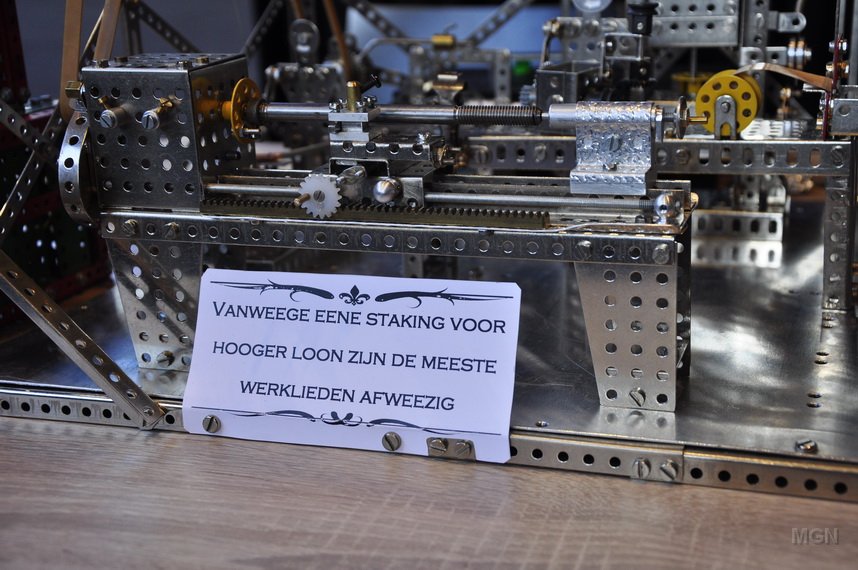 Vanweege eene staking voor
hooger loon zijn de meeste
werklieden afweezig
MGN